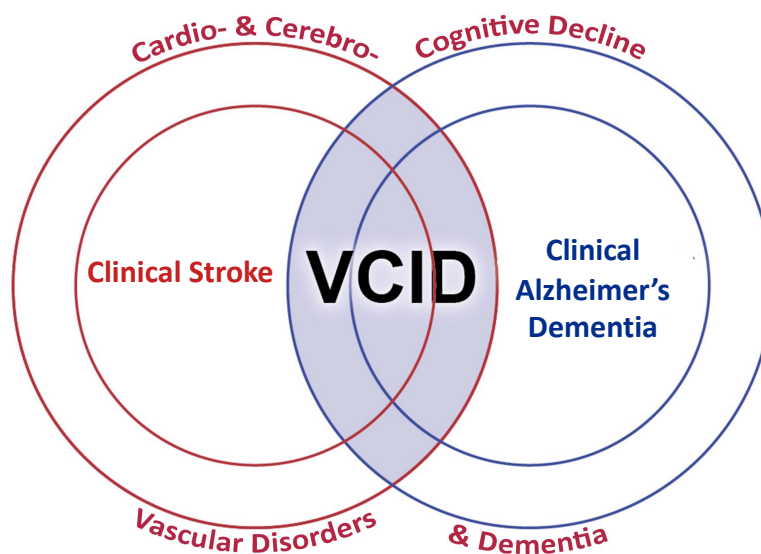 Cardio- & Cerebro-
Cognitive Decline
Clinical Stroke
VCID
Clinical
Alzheimer’s
Dementia
Vascular Disorders
& Dementia